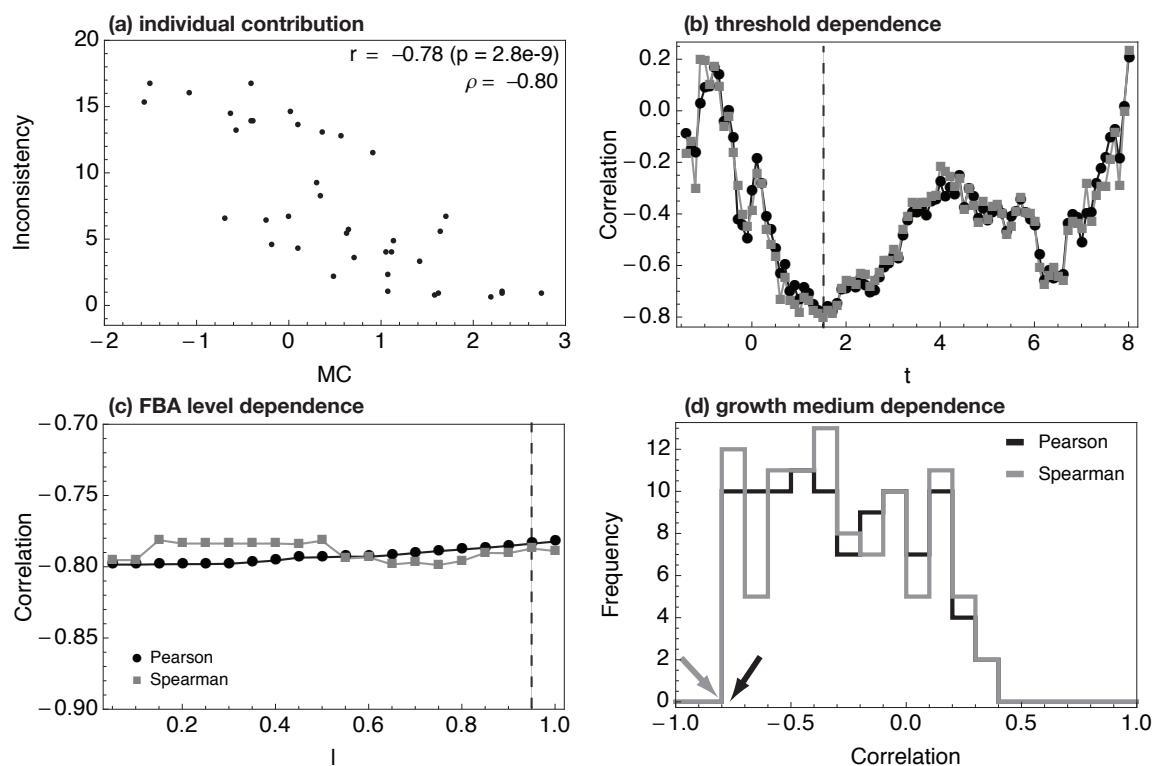 (a) individual contribution
r = −0.78 (p = 2.8e-9)
ρ = −0.80
20
15
10
5
0
Inconsistency
−2
−1
0
1
2
3
MC
(b) threshold dependence
0.2
0.0
−0.2
−0.4
−0.6
−0.8
Correlation
0
2
4
6
8
t
(c) FBA level dependence
−0.70
−0.75
−0.80
−0.85
−0.90
Correlation
Pearson
Spearman
0.2
0.4
0.6
0.8
1.0
l
(d) growth medium dependence
Pearson
Spearman
12
10
8
6
4
2
0
Frequency
−1.0
−0.5
0.0
0.5
1.0
Correlation